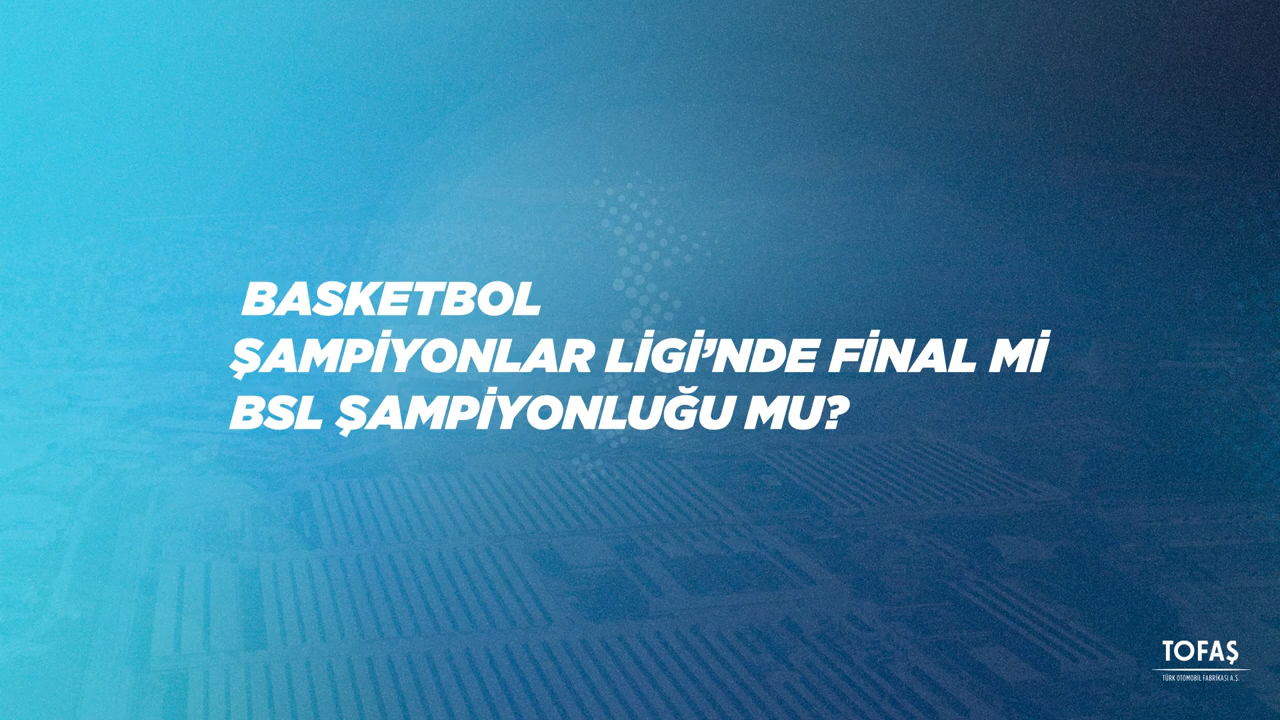 BASKETBOL
ŞAMPİYONLAR LİGİ’NDE FİNAL Mİ
BSL ŞAMPİYONLUĞU MU?
TOFAŞ
TÜRK OTOMOBİL FABRİKASI A.Ş.